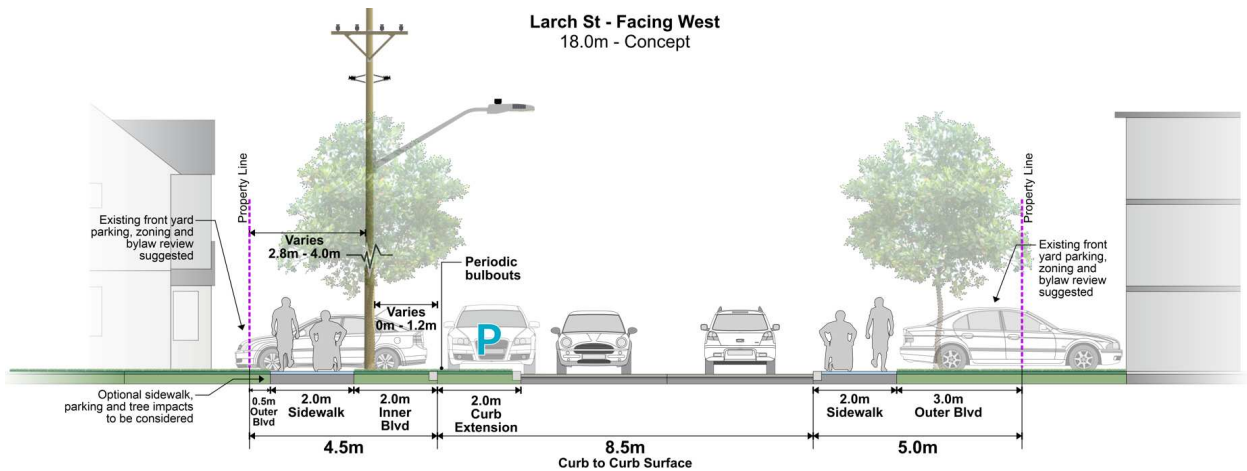 Larch St - Facing West
18.0m - Concept
Property Line
Existing front yard
parking, zoning and
bylaw review
suggested
Varies
2.8m - 4.0m
Varies
0m - 1.2m
Periodic
bulbouts
P
Property Line
Existing front
yard parking,
zoning and
bylaw review
suggested
Optional sidewalk,
parking and tree impacts
to be considered
0.5m
Outer
Blvd
2.0m
Sidewalk
2.0m
Inner
Blvd
2.0m
Curb
Extension
2.0m
Sidewalk
3.0m
Outer Blvd
4.5m
8.5m
Curb to Curb Surface
5.0m